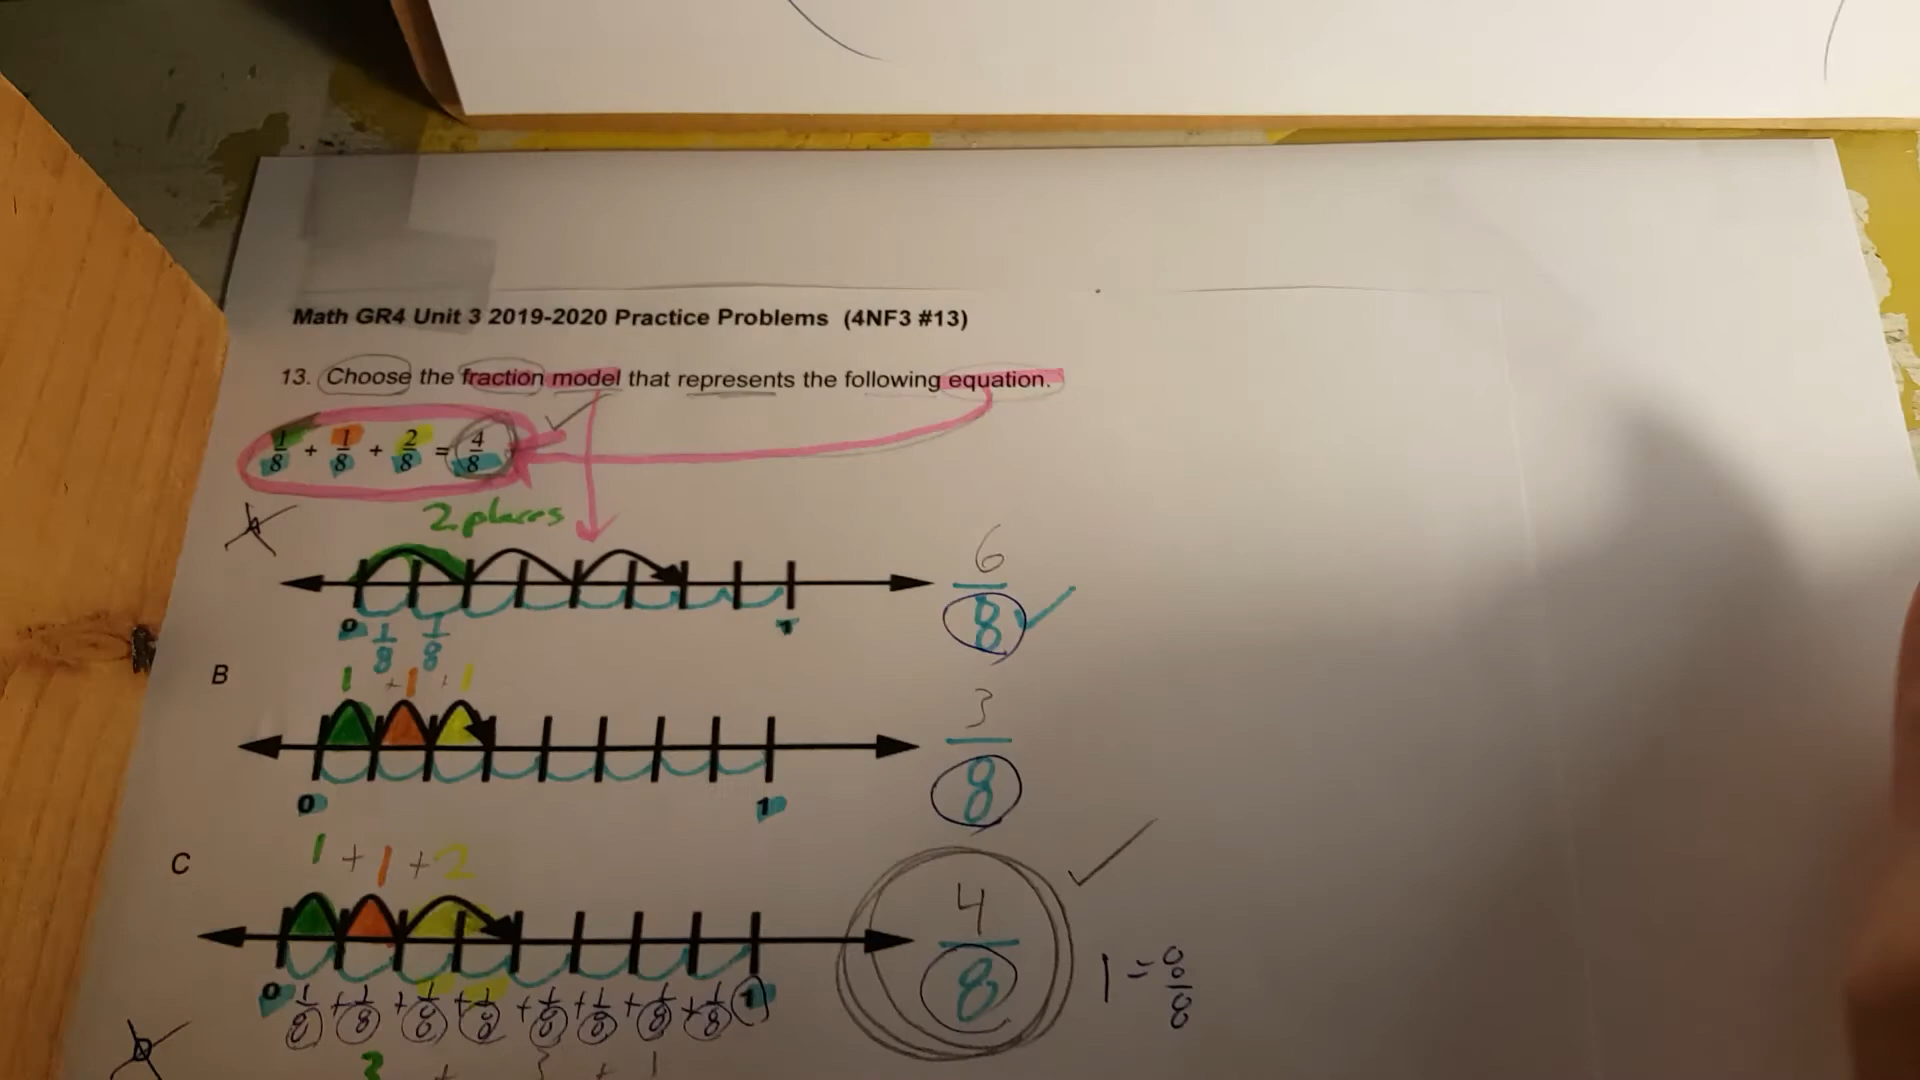 Math GR4 Unit 3 2019-2020 Practice Problems (4NF3 #13)
13. Choose the fraction model that represents the following equation.
1/8 + 1/8 + 2/8 = 4/8
2 places
A
6/8
0 1
1/8 1/8
B
1 + 1 + 1
3/8
0 1
C
1 + 1 + 2
4/8
1 = 8/8
0 1/8 + 1/8 + 1/8 + 1/8 + 1/8 + 1/8 + 1/8 + 1/8 1
D
3 + 3 + 1